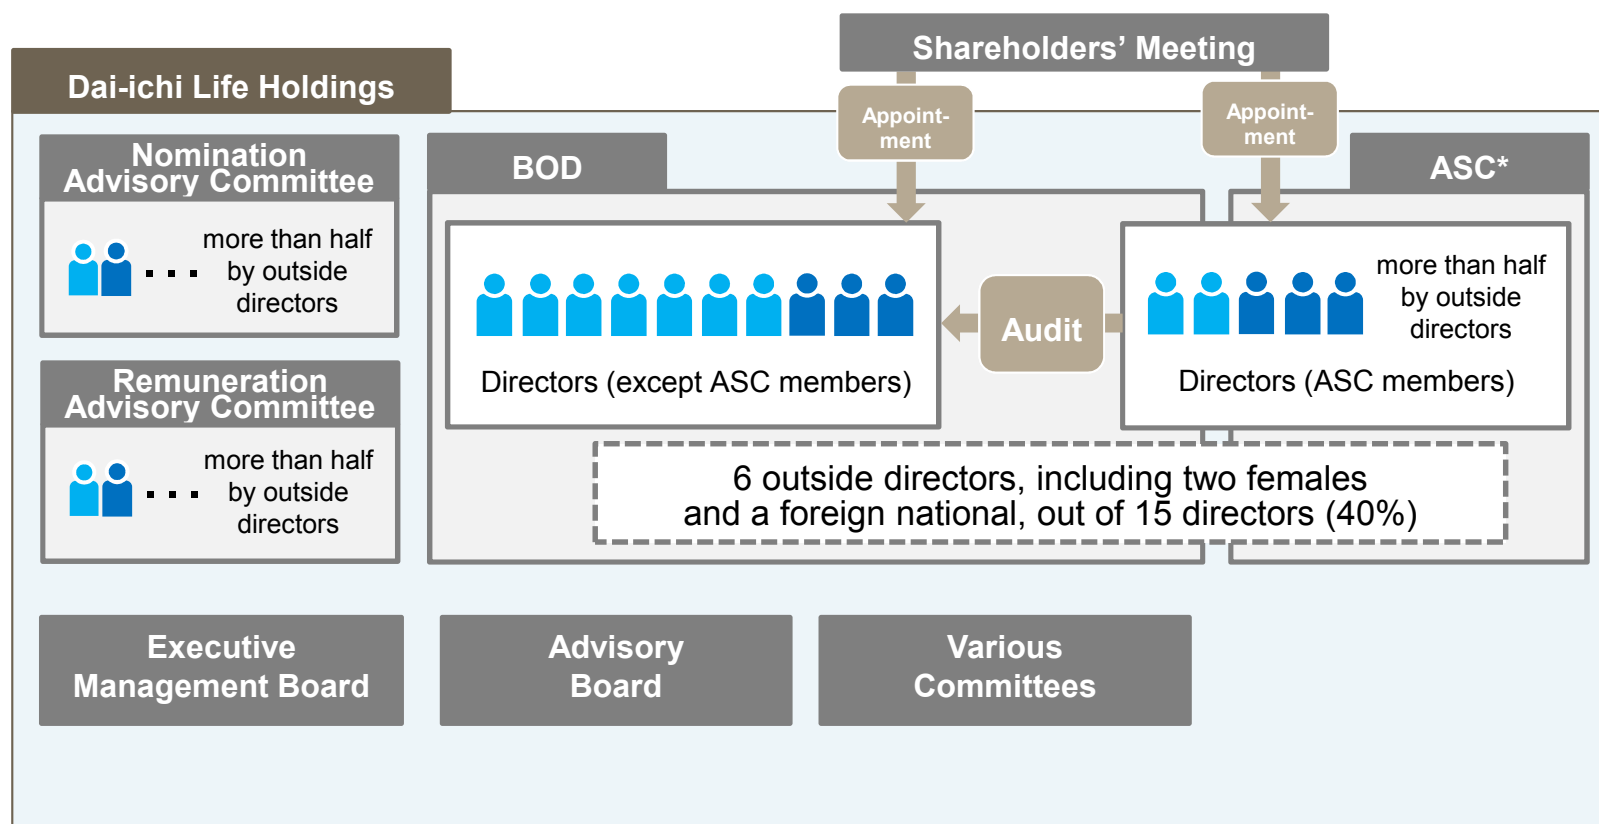 Shareholders’ Meeting
Dai-ichi Life Holdings
Appoint-
ment
Appoint-
ment
Nomination
Advisory Committee
more than half
by outside
directors
Remuneration
Advisory Committee
more than half
by outside
directors
BOD
ASC*
Directors (except ASC members)
Audit
more than half
by outside
directors
Directors (ASC members)
6 outside directors, including two females
and a foreign national, out of 15 directors (40%)
Executive
Management Board
Advisory
Board
Various
Committees